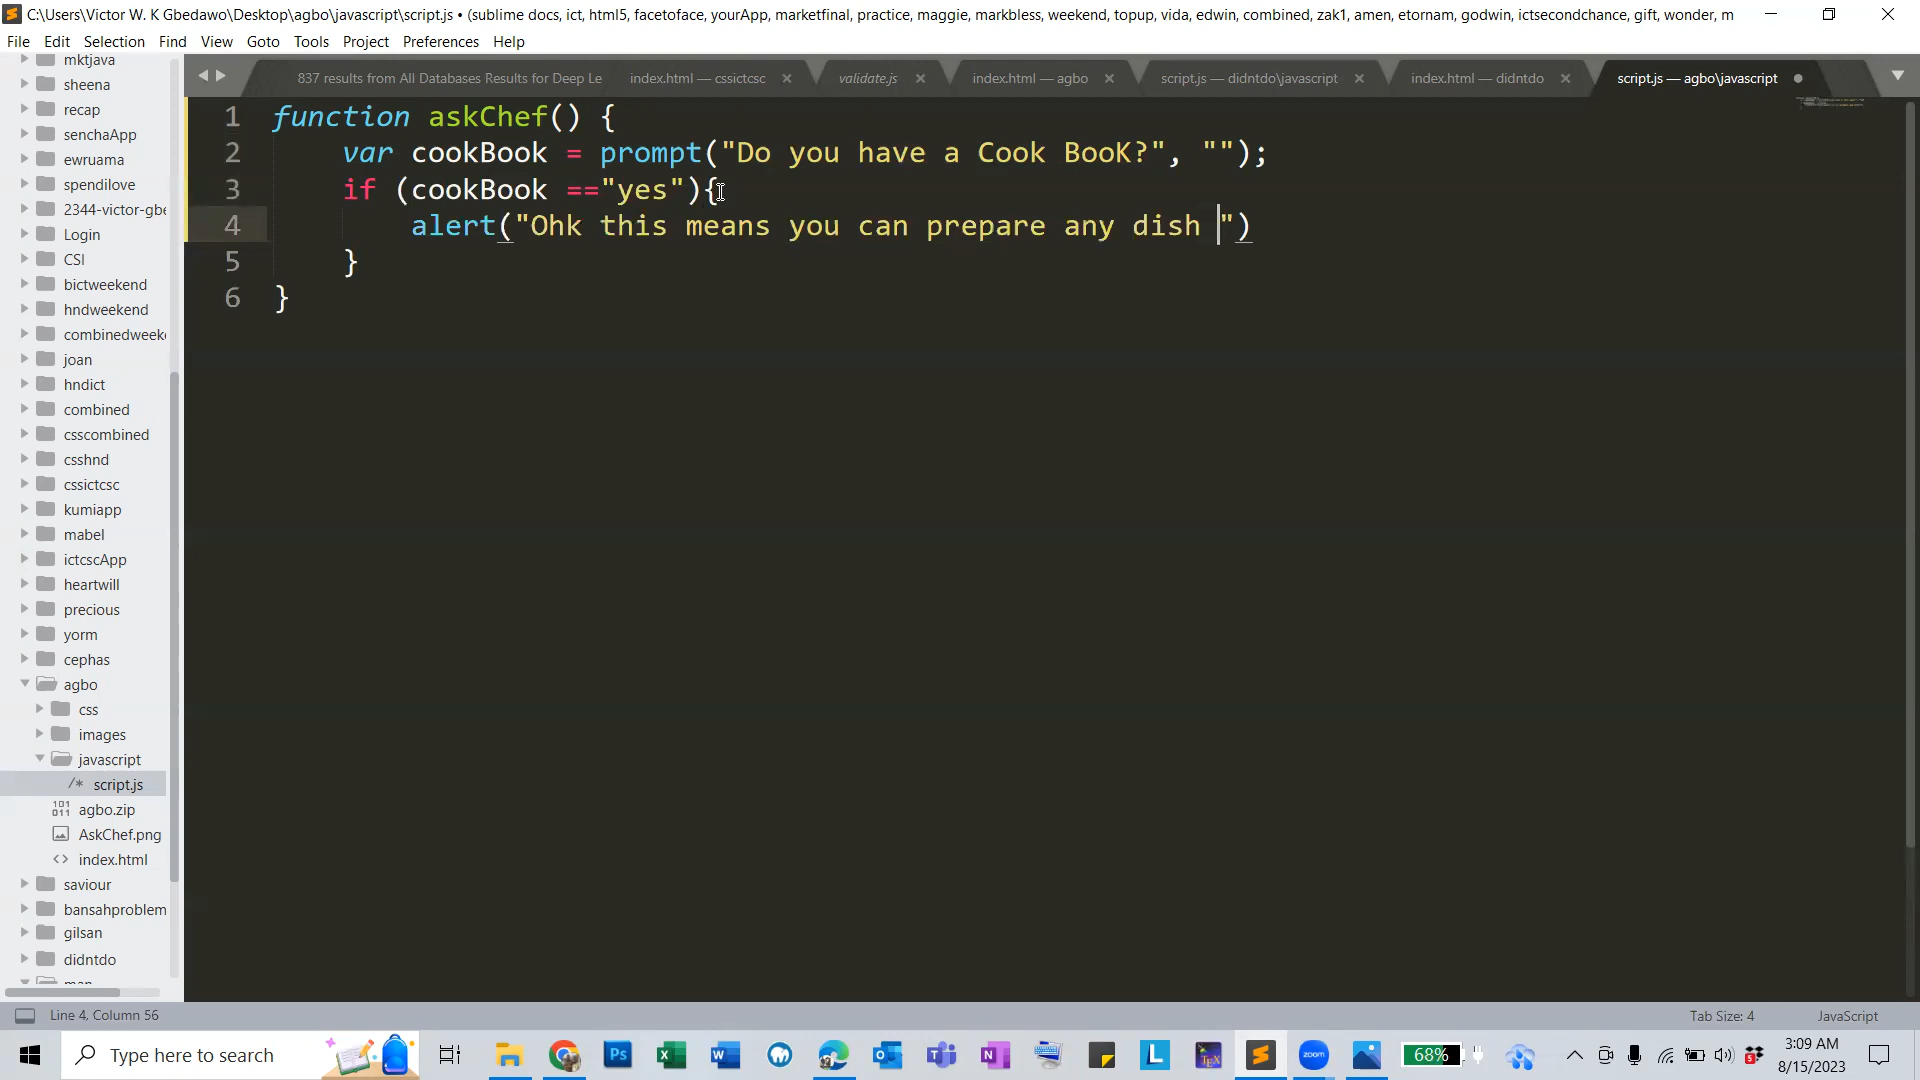 C:\Users\Victor W. K Gbedawo\Desktop\agbo\javascript\script.js • (sublime docs, ict, html5, facetoface, yourApp, marketfinal, practice, maggie, markbless, weekend, topup, vida, edwin, combined, zak1, amen, etornam, godwin, ictsecondchance, gift, wonder, m
File Edit Selection Find View Goto Tools Project Preferences Help
837 results from All Databases Results for Deep Le index.html — cssictcsc validate.js index.html — agbo script.js — didntdo\javascript index.html — didntdo script.js — agbo\javascript
mktjava
sheena
recap
senchaApp
ewruama
spendilove
2344-victor-gbe
Login
CSI
bictweekend
hndweekend
combinedweek
joan
hndict
combined
csscombined
csshnd
cssictcsc
kumiapp
mabel
ictcscApp
heartwill
precious
yorm
cephas
agbo
css
images
javascript
/* script.js
agbo.zip
AskChef.png
<> index.html
saviour
bansahproblem
gilsan
didntdo
1 function askChef() {
2 var cookBook = prompt("Do you have a Cook BooK?", "");
3 if (cookBook =="yes"){
4 alert("Ohk this means you can prepare any dish ")
5 }
6 }
Line 4, Column 56 Tab Size: 4 JavaScript
Type here to search 68% 3:09 AM
8/15/2023